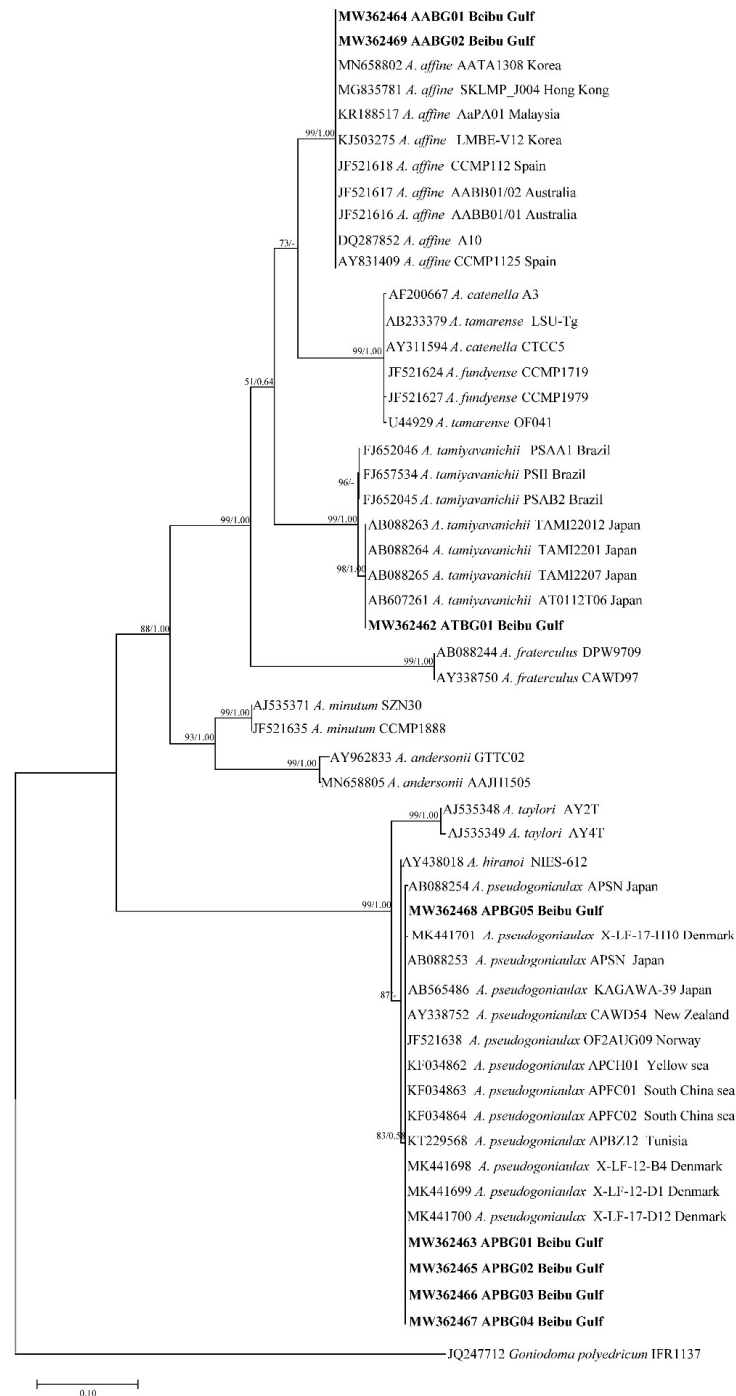 MW362464 AABG01 Beibu Gulf
MW362469 AABG02 Beibu Gulf
MN658802 A. affine AATA1308 Korea
MG835781 A. affine SKLMP_J004 Hong Kong
KR188517 A. affine AaPA01 Malaysia
99/1.00
KJ503275 A. affine LMBE-V12 Korea
JF521618 A. affine CCMP112 Spain
JF521617 A. affine AABB01/02 Australia
JF521616 A. affine AABB01/01 Australia
DQ287852 A. affine A10
73/-
AY831409 A. affine CCMP1125 Spain
AF200667 A. catenella A3
AB233379 A. tamarense LSU-Tg
AY311594 A. catenella CTCC5
99/1.00
JF521624 A. fundyense CCMP1719
51/0.64
JF521627 A. fundyense CCMP1979
U44929 A. tamarense OF041
FJ652046 A. tamiyavanichii PSAA1 Brazil
FJ657534 A. tamiyavanichii PSII Brazil
96/-
FJ652045 A. tamiyavanichii PSAB2 Brazil
99/1.00
99/1.00
AB088263 A. tamiyavanichii TAMI22012 Japan
AB088264 A. tamiyavanichii TAMI2201 Japan
98/1.00
AB088265 A. tamiyavanichii TAMI2207 Japan
AB607261 A. tamiyavanichii AT0112T06 Japan
MW362462 ATBG01 Beibu Gulf
88/1.00
AB088244 A. fraterculus DPW9709
99/1.00
AY338750 A. fraterculus CAWD97
AJ535371 A. minutum SZN30
99/1.00
JF521635 A. minutum CCMP1888
93/1.00
AY962833 A. andersonii GTTC02
99/1.00
MN658805 A. andersonii AAJH1505
AJ535348 A. taylori AY2T
99/1.00
AJ535349 A. taylori AY4T
AY438018 A. hiranoi NIES-612
AB088254 A. pseudogoniaulax APSN Japan
99/1.00
MW362468 APBG05 Beibu Gulf
MK441701 A. pseudogoniaulax X-LF-17-H10 Denmark
AB088253 A. pseudogoniaulax APSN Japan
87/-
AB565486 A. pseudogoniaulax KAGAWA-39 Japan
AY338752 A. pseudogoniaulax CAWD54 New Zealand
JF521638 A. pseudogoniaulax OF2AUG09 Norway
KF034862 A. pseudogoniaulax APCH01 Yellow sea
KF034863 A. pseudogoniaulax APFC01 South China sea
KF034864 A. pseudogoniaulax APFC02 South China sea
83/0.58
KT229568 A. pseudogoniaulax APBZ12 Tunisia
MK441698 A. pseudogoniaulax X-LF-12-B4 Denmark
MK441699 A. pseudogoniaulax X-LF-12-D1 Denmark
MK441700 A. pseudogoniaulax X-LF-17-D12 Denmark
MW362463 APBG01 Beibu Gulf
MW362465 APBG02 Beibu Gulf
MW362466 APBG03 Beibu Gulf
MW362467 APBG04 Beibu Gulf
JQ247712 Goniodoma polyedricum IFR1137
0.10